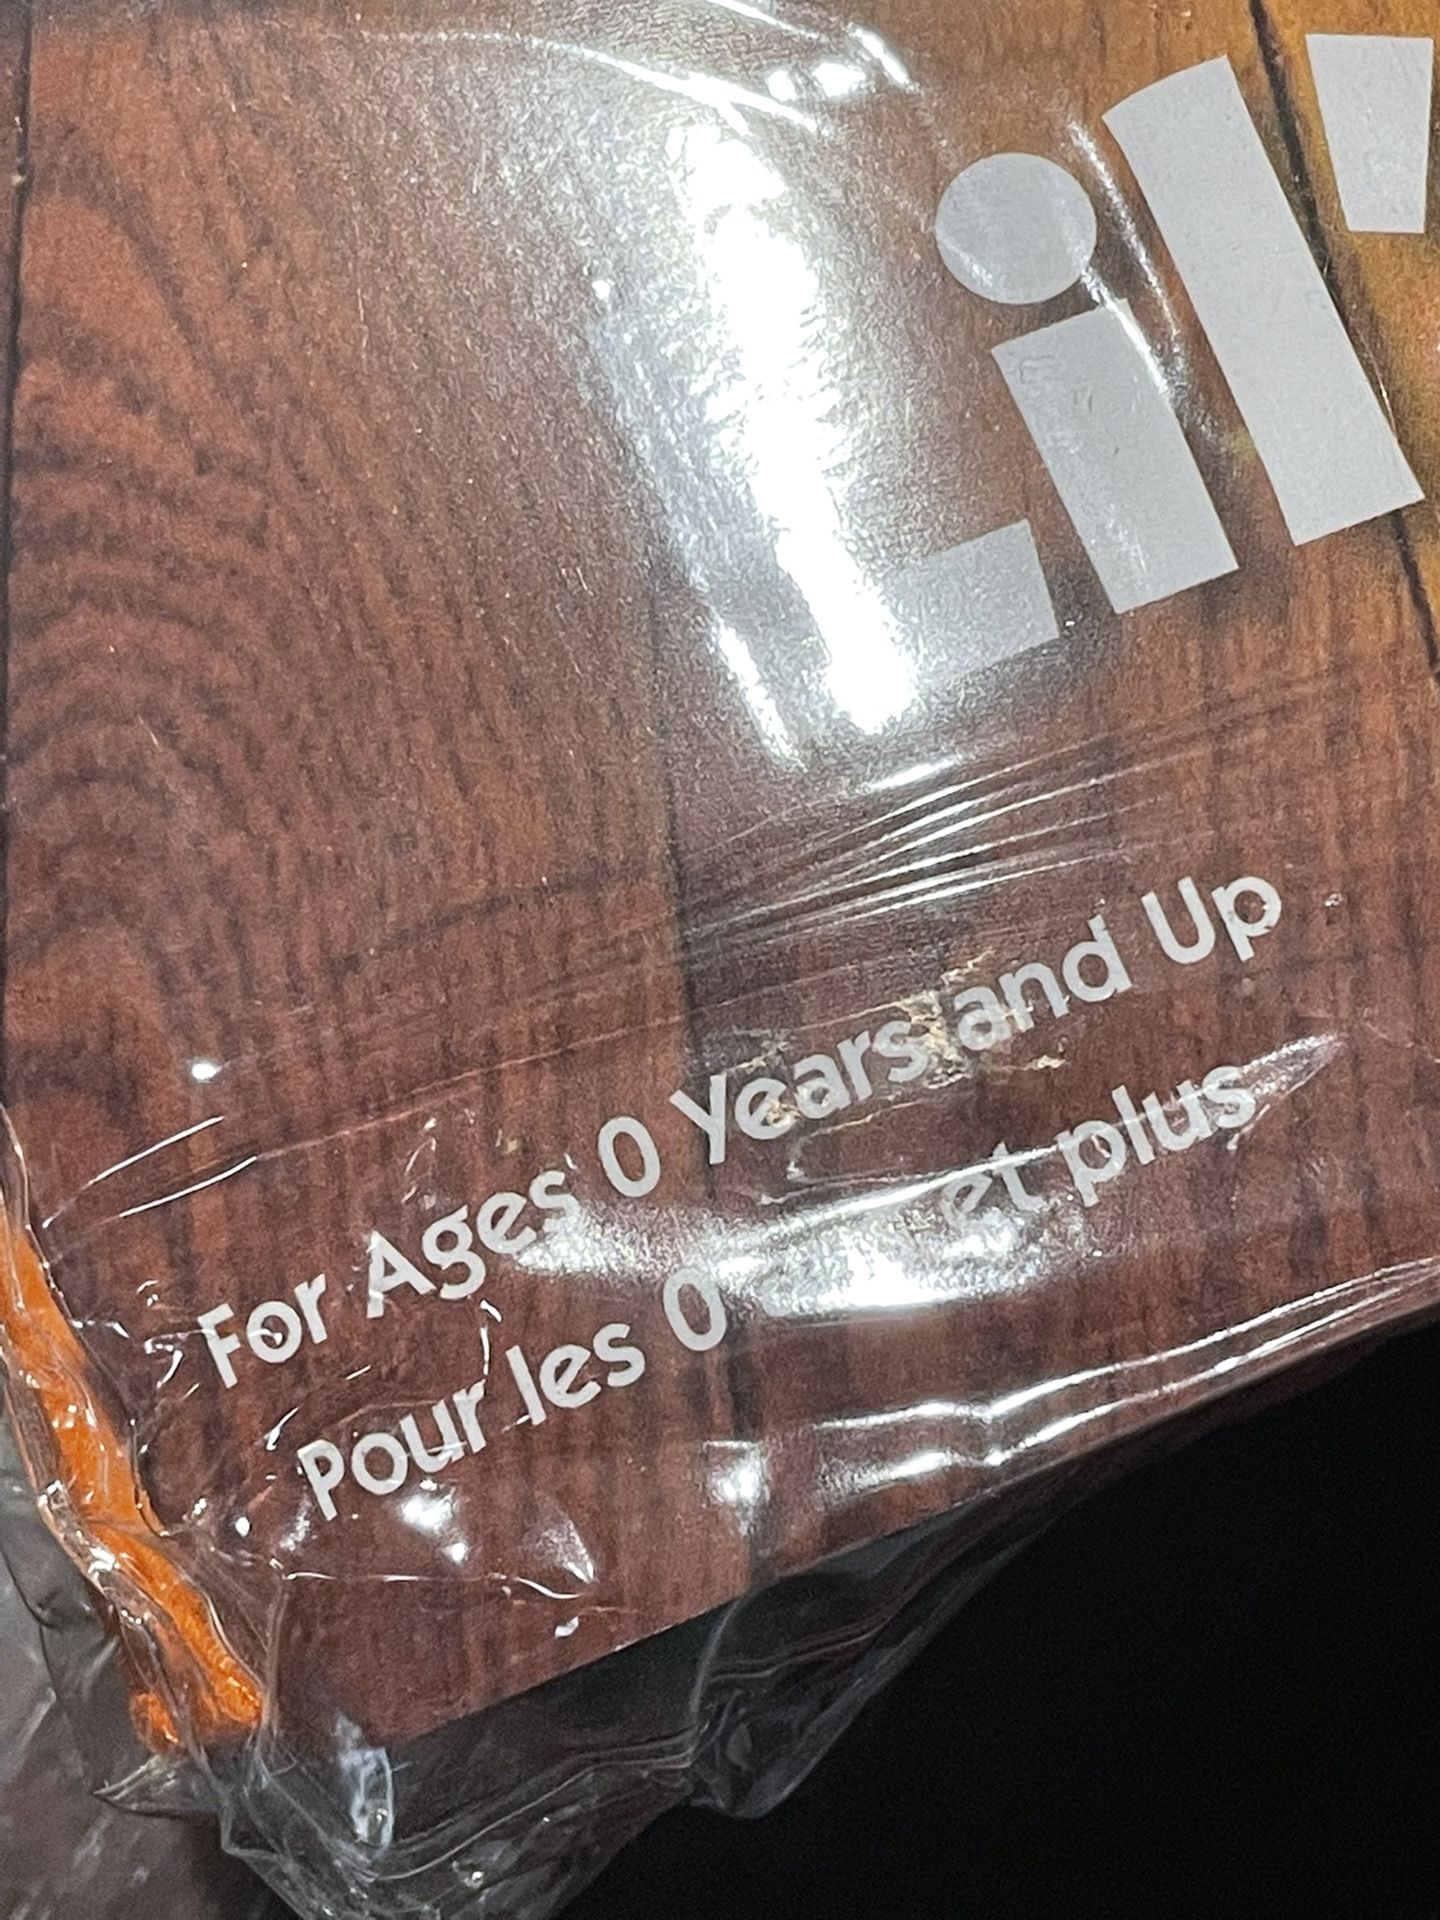 Lil'
For Ages 0 Years and Up
Pour les 0 et plus